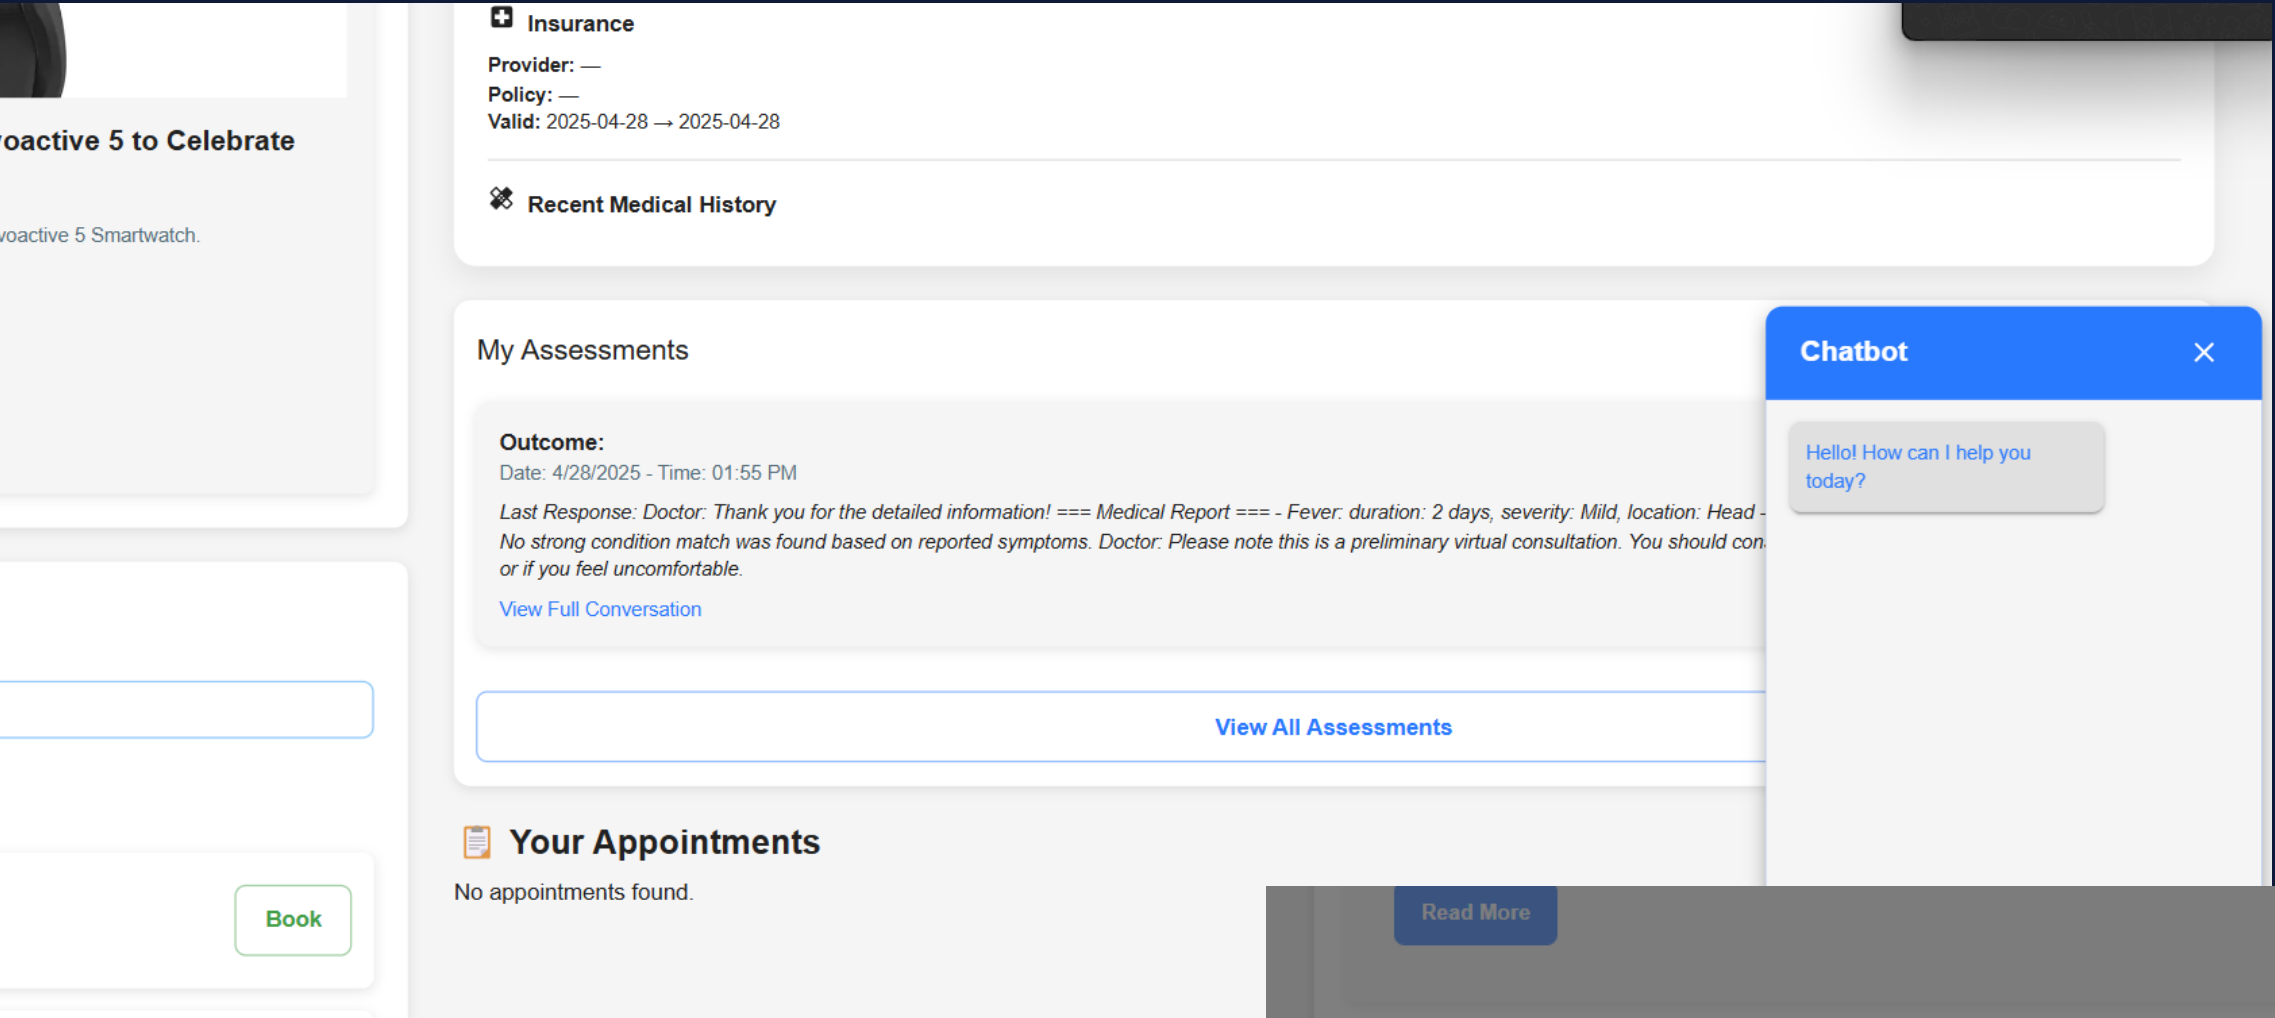 Insurance
Provider: —
Policy: —
Valid: 2025-04-28 → 2025-04-28
Recent Medical History
voactive 5 to Celebrate
voactive 5 Smartwatch.
My Assessments
Outcome:
Date: 4/28/2025 - Time: 01:55 PM
Last Response: Doctor: Thank you for the detailed information! === Medical Report === - Fever: duration: 2 days, severity: Mild, location: Head -
No strong condition match was found based on reported symptoms. Doctor: Please note this is a preliminary virtual consultation. You should con
or if you feel uncomfortable.
View Full Conversation
View All Assessments
Your Appointments
No appointments found.
Book
Chatbot
Hello! How can I help you
today?
Read More